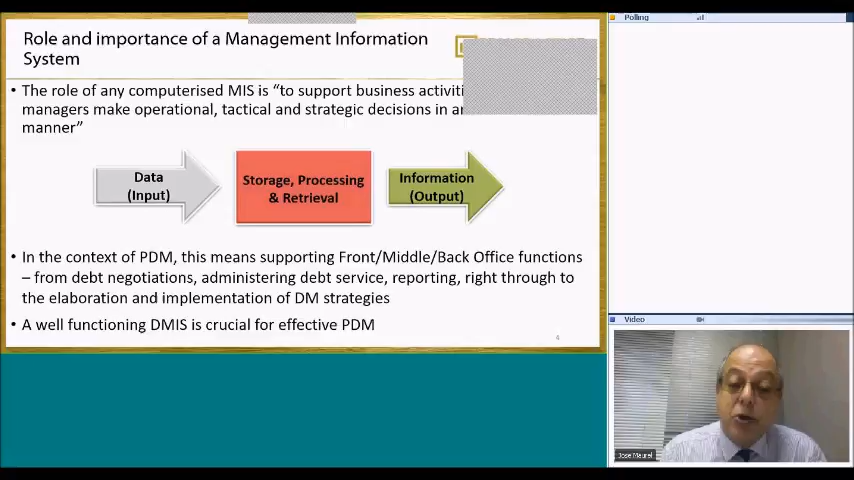 Role and importance of a Management Information
System
• The role of any computerised MIS is “to support business
managers make operational, tactical and strategic decisions in
manner”
Data
(Input)
Storage, Processing
& Retrieval
Information
(Output)
• In the context of PDM, this means supporting Front/Middle/Back Office functions
– from debt negotiations, administering debt service, reporting, right through to
the elaboration and implementation of DM strategies
• A well functioning DMIS is crucial for effective PDM
Polling
Video
Jose Maurel